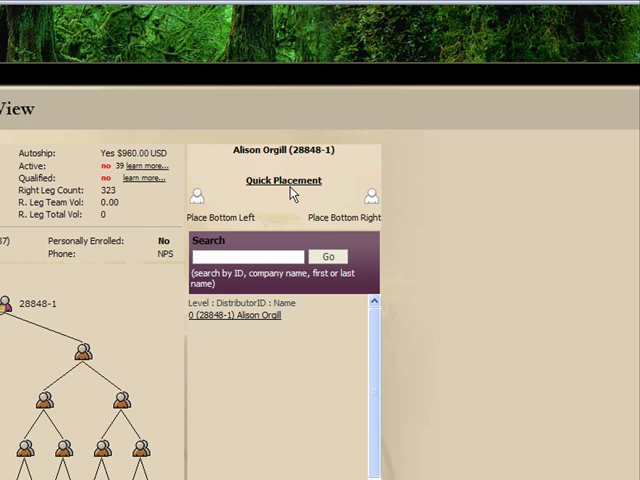 View
Autoship: Yes $960.00 USD
Active: no 39 learn more...
Qualified: no learn more...
Right Leg Count: 323
R. Leg Team Vol: 0.00
R. Leg Total Vol: 0
37) Personally Enrolled: No
Phone: NPS
28848-1
Alison Orgill (28848-1)
Quick Placement
Place Bottom Left Place Bottom Right
Search
Go
(search by ID, company name, first or last
name)
Level : DistributorID : Name
0 (28848-1) Alison Orgill